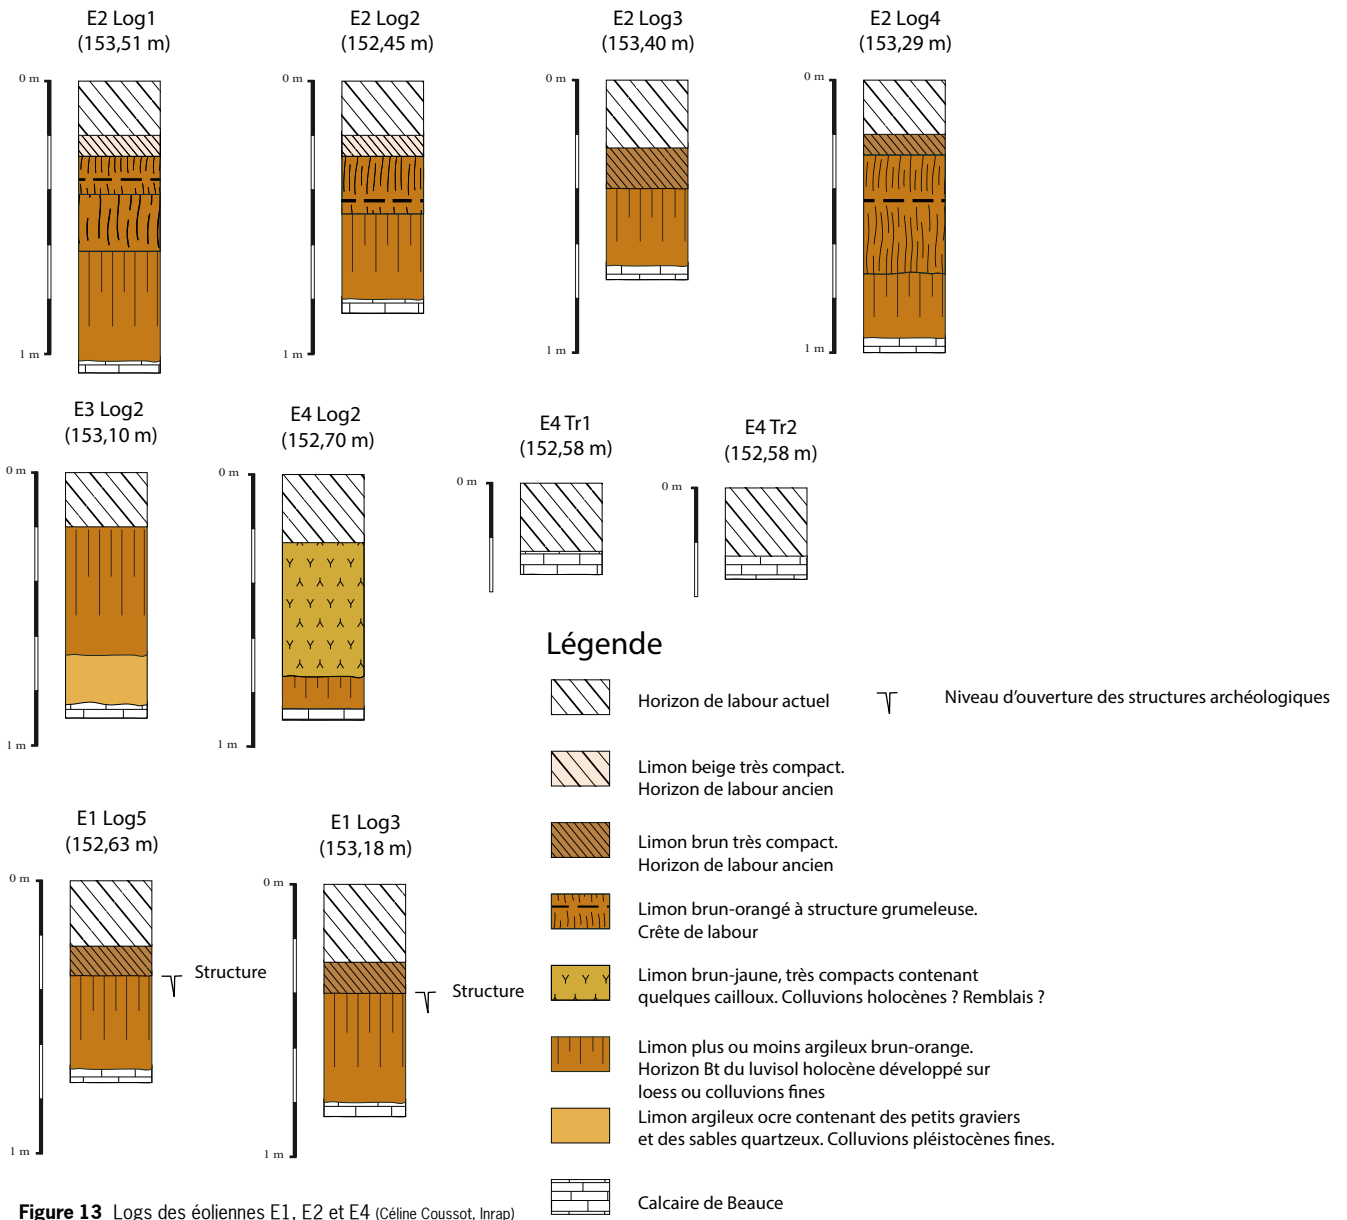 E2 Log1
(153,51 m)
E2 Log2
(152,45 m)
E2 Log3
(153,40 m)
E2 Log4
(153,29 m)
0 m
1 m
0 m
1 m
0 m
1 m
0 m
1 m
E3 Log2
(153,10 m)
E4 Log2
(152,70 m)
E4 Tr1
(152,58 m)
E4 Tr2
(152,58 m)
0 m
1 m
0 m
1 m
0 m
0 m
E1 Log5
(152,63 m)
E1 Log3
(153,18 m)
0 m
1 m
Structure
0 m
1 m
Structure
Légende
Horizon de labour actuel
Niveau d'ouverture des structures archéologiques
Limon beige très compact.
Horizon de labour ancien
Limon brun très compact.
Horizon de labour ancien
Limon brun-orangé à structure grumeleuse.
Crête de labour
Limon brun-jaune, très compacts contenant
quelques cailloux. Colluvions holocènes ? Remblais ?
Limon plus ou moins argileux brun-orange.
Horizon Bt du luvisol holocène développé sur
loess ou colluvions fines
Limon argileux ocre contenant des petits graviers
et des sables quartzeux. Colluvions pléistocènes fines.
Calcaire de Beauce
Figure 13 Logs des éoliennes E1, E2 et E4 (Céline Coussot, Inrap)